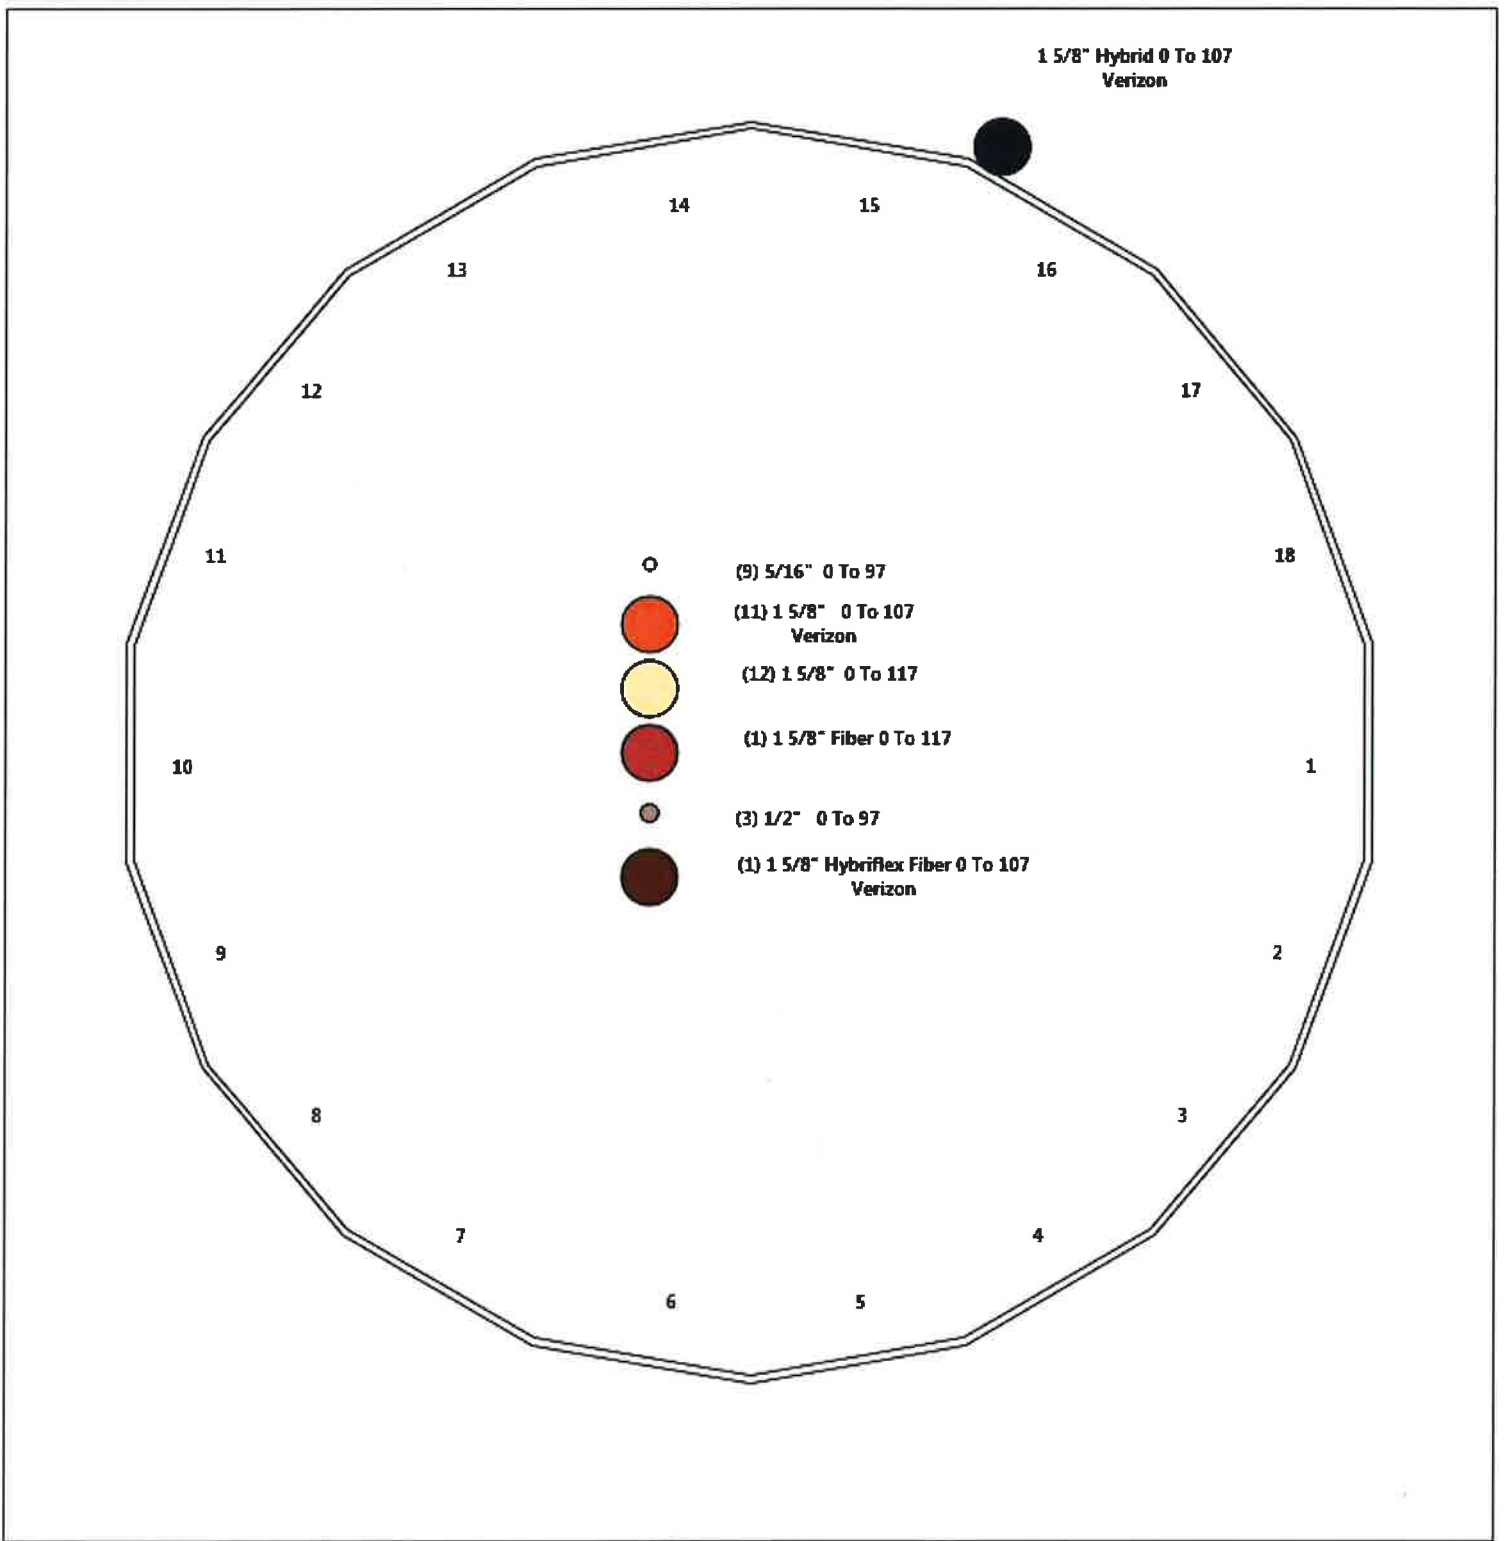 1 5/8" Hybrid 0 To 107
Verizon
14
15
13
16
12
17
11
18
(9) 5/16" 0 To 97
(11) 1 5/8" 0 To 107
Verizon
(12) 1 5/8" 0 To 117
(1) 1 5/8" Fiber 0 To 117
10
1
(3) 1/2" 0 To 97
(1) 1 5/8" Hybriflex Fiber 0 To 107
Verizon
9
2
8
3
7
4
6
5